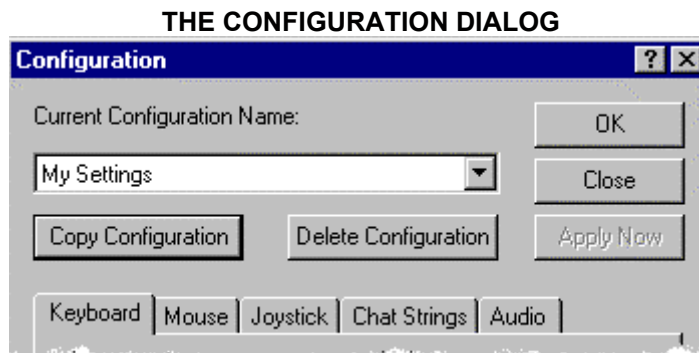 THE CONFIGURATION DIALOG
Configuration
Current Configuration Name:
OK
My Settings
Close
Copy Configuration Delete Configuration Apply Now
Keyboard Mouse Joystick Chat Strings Audio